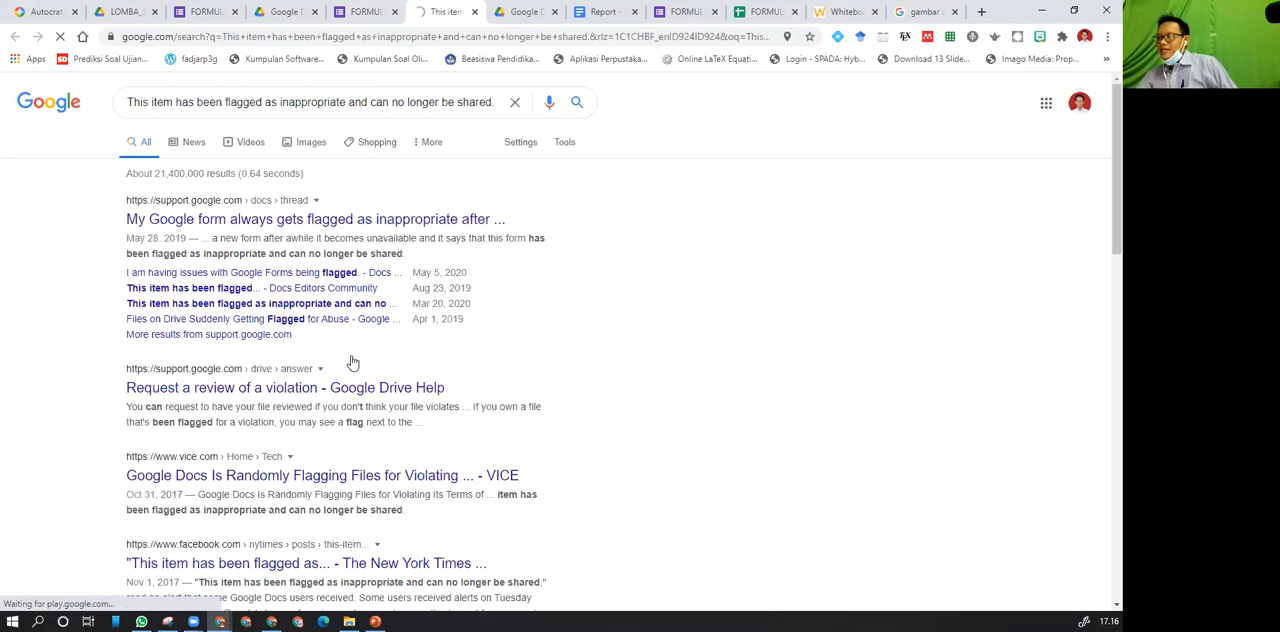 Autocrat
LOMBA_S
FORMUL
Google D
FORMUL
This item
Google D
Report -
FORMUL
FORMUL
Whiteboa
gambar a
google.com/search?q=This+item+has+been+flagged+as+inappropriate+and+can+no+longer+be+shared.&rlz=1C1CHBF_enID924ID924&oq=This...
Apps
Prediksi Soal Ujian...
fadjarp3g
Kumpulan Software...
Kumpulan Soal Oli...
Beasiswa Pendidika...
Aplikasi Perpustaka...
Online LaTeX Equati...
Login - SPADA: Hyb...
Download 13 Slide...
Imago Media: Prop...
Google
This item has been flagged as inappropriate and can no longer be shared.
All
News
Videos
Images
Shopping
More
Settings
Tools
About 21,400,000 results (0.64 seconds)
https://support.google.com › docs › thread
My Google form always gets flagged as inappropriate after ...
May 28, 2019 — ... a new form after awhile it becomes unavailable and it says that this form has
been flagged as inappropriate and can no longer be shared.
I am having issues with Google Forms being flagged. - Docs ... May 5, 2020
This item has been flagged... - Docs Editors Community Aug 23, 2019
This item has been flagged as inappropriate and can no ... Mar 20, 2020
Files on Drive Suddenly Getting Flagged for Abuse - Google ... Apr 1, 2019
More results from support.google.com
https://support.google.com › drive › answer
Request a review of a violation - Google Drive Help
You can request to have your file reviewed if you don't think your file violates ... If you own a file
that's been flagged for a violation, you may see a flag next to the ...
https://www.vice.com › Home › Tech
Google Docs Is Randomly Flagging Files for Violating ... - VICE
Oct 31, 2017 — Google Docs Is Randomly Flagging Files for Violating Its Terms of ... item has
been flagged as inappropriate and can no longer be shared.
https://www.facebook.com › nytimes › posts › this-item...
"This item has been flagged as... - The New York Times ...
Nov 1, 2017 — "This item has been flagged as inappropriate and can no longer be shared,"
read an alert that some Google Docs users received. Some users received alerts on Tuesday
Waiting for play.google.com...
17.16